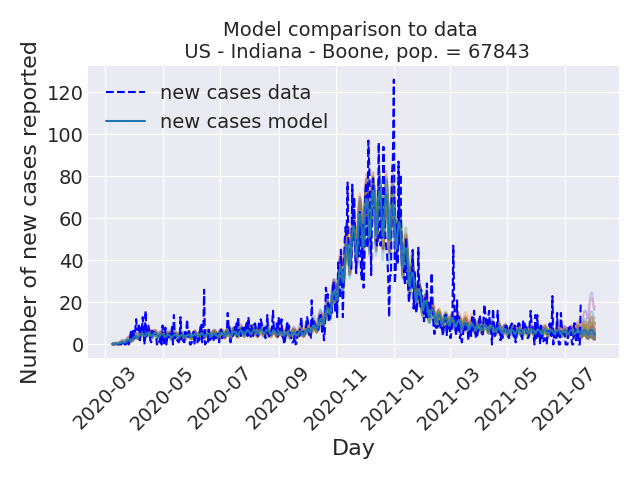 Model comparison to data
US - Indiana - Boone, pop. = 67843
Number of new cases reported
120
100
80
60
40
20
0
new cases data
new cases model
2020-03
2020-05
2020-07
2020-09
2020-11
2021-01
2021-03
2021-05
2021-07
Day